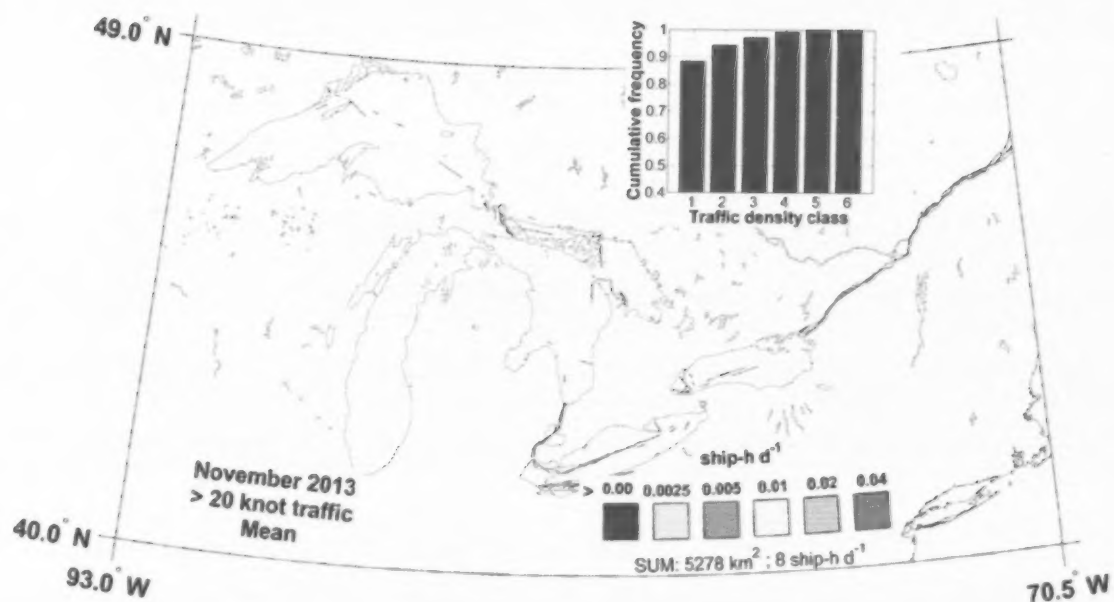 49.0° N
Cumulative frequency
1
0.9
0.8
0.7
0.6
0.5
0.4
1 2 3 4 5 6
Traffic density class
November 2013
> 20 knot traffic
Mean
ship-h d⁻¹
> 0.00 0.0025 0.005 0.01 0.02 0.04
SUM: 5278 km² ; 8 ship-h d⁻¹
40.0° N
93.0° W
70.5° W